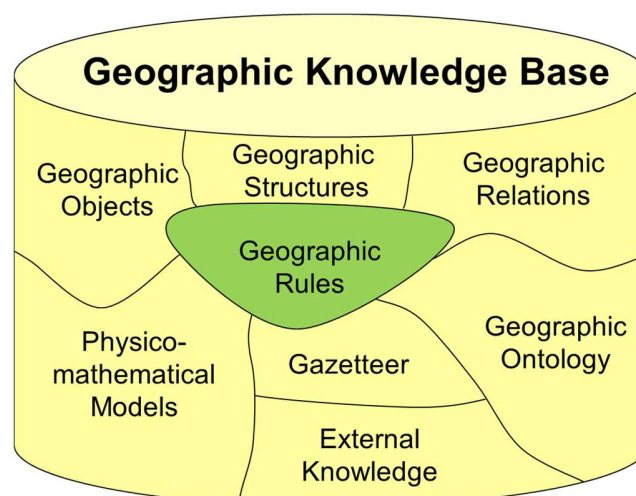 Geographic Knowledge Base
Geographic
Objects
Geographic
Structures
Geographic
Relations
Geographic
Rules
Physico-
mathematical
Models
Gazetteer
Geographic
Ontology
External
Knowledge